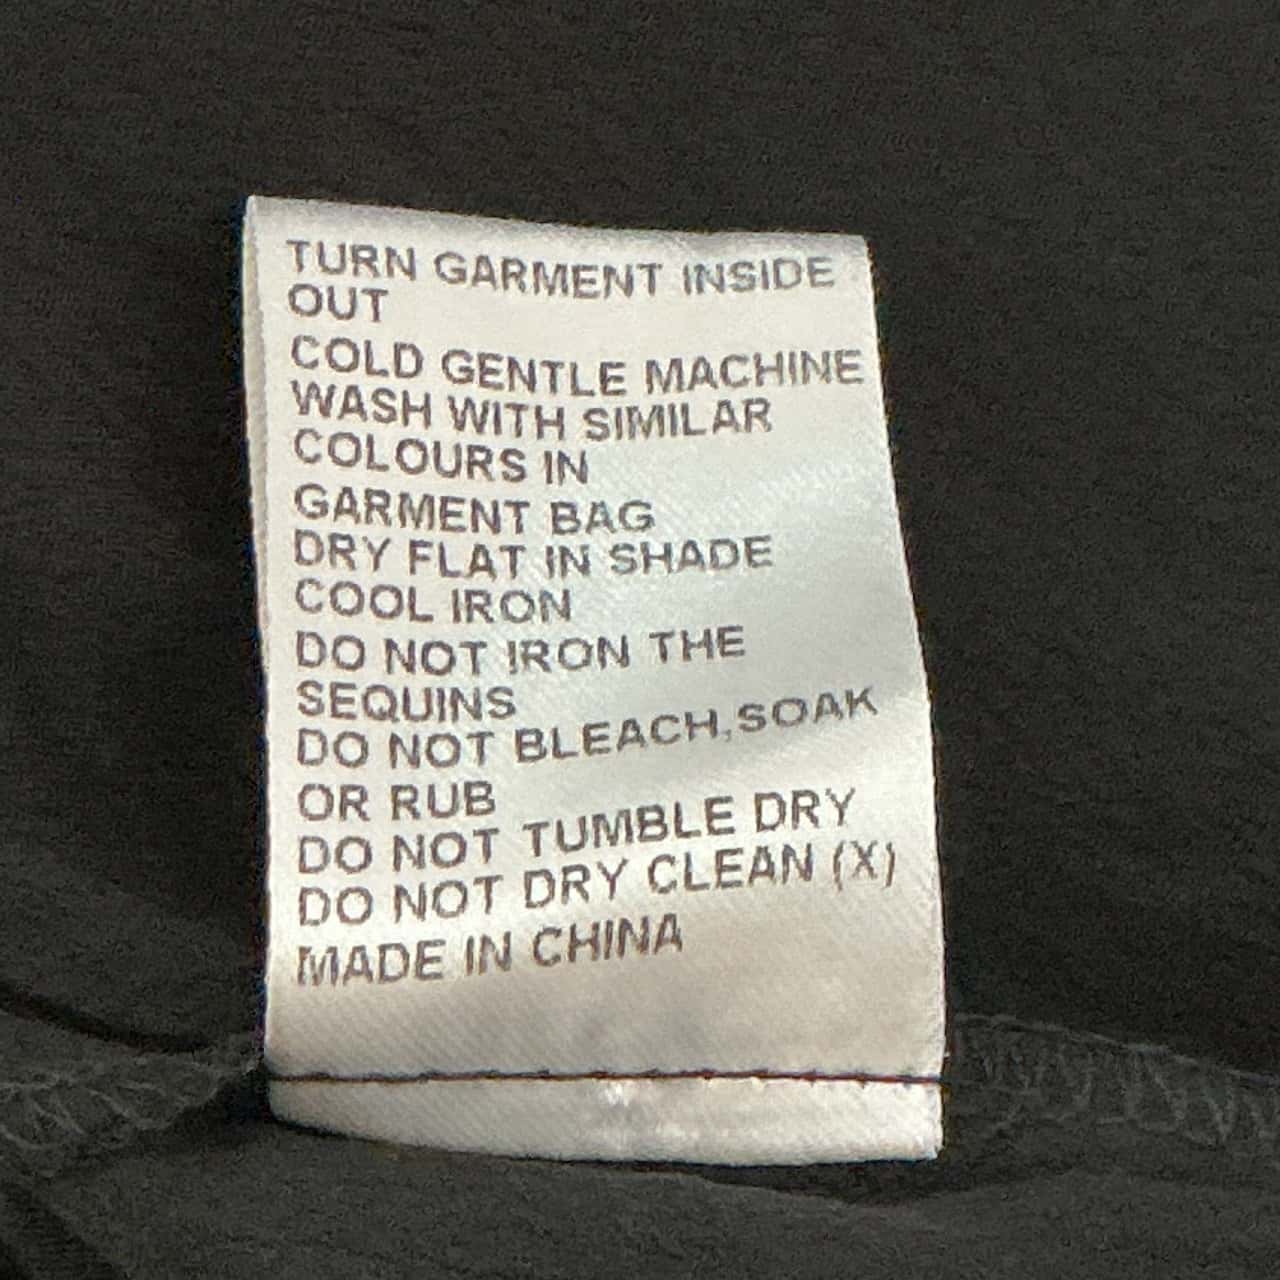 TURN GARMENT INSIDE
OUT
COLD GENTLE MACHINE
WASH WITH SIMILAR
COLOURS IN
GARMENT BAG
DRY FLAT IN SHADE
COOL IRON
DO NOT IRON THE
SEQUINS
DO NOT BLEACH,SOAK
OR RUB
DO NOT TUMBLE DRY
DO NOT DRY CLEAN (X)
MADE IN CHINA